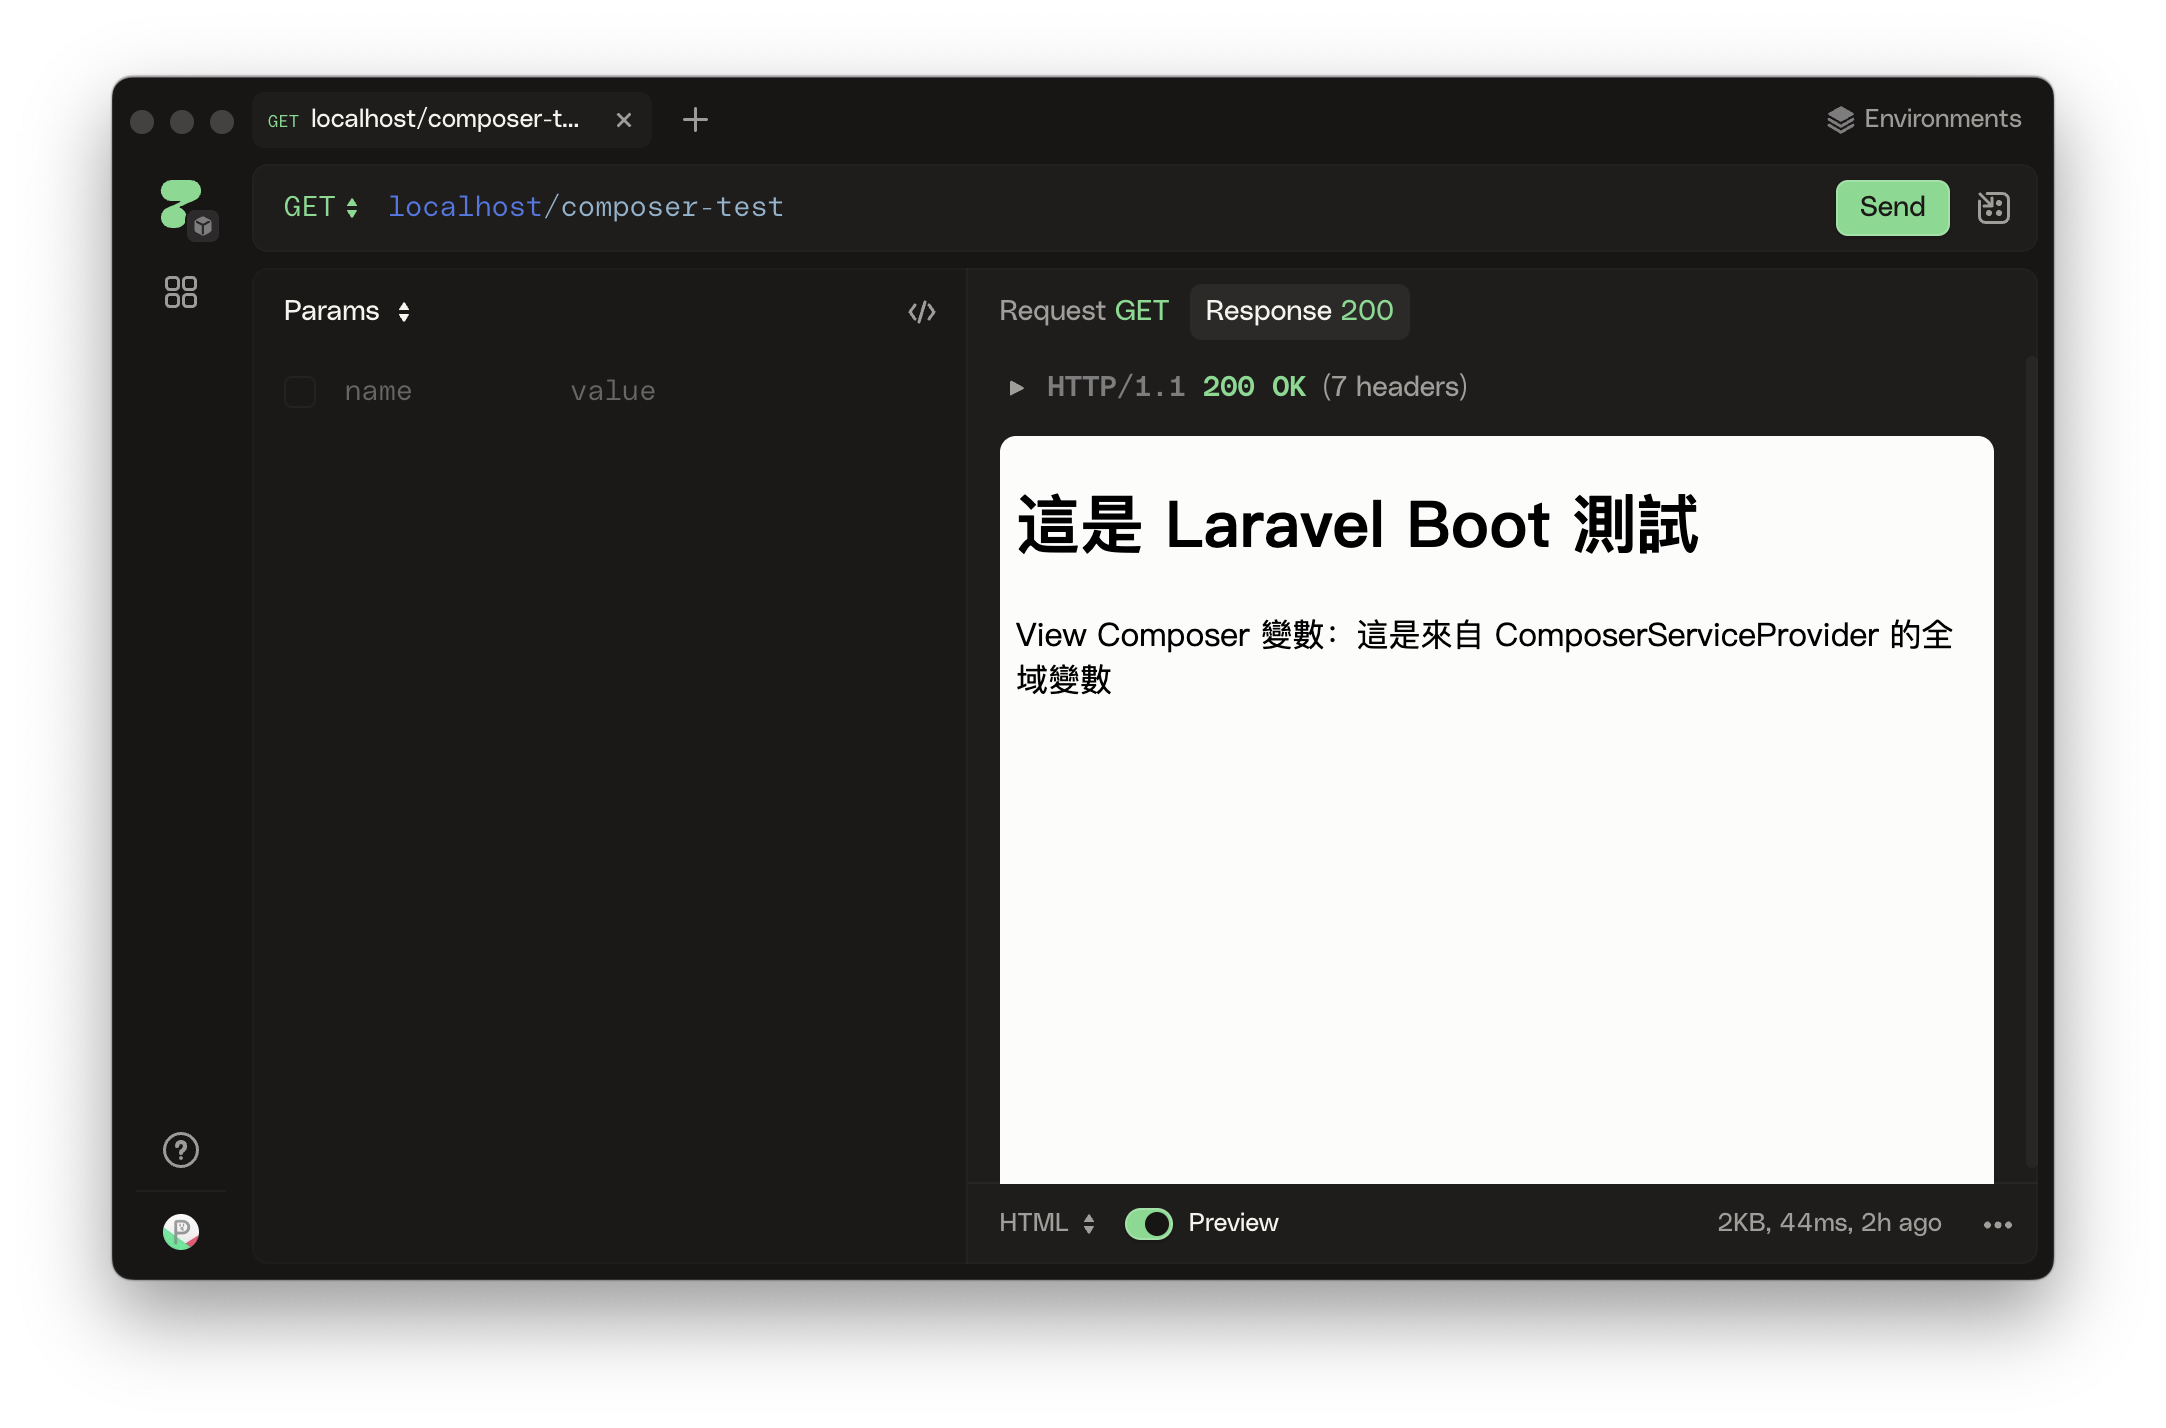 GET localhost/composer-t...
Environments
GET localhost/composer-test
Send
Params
name value
Request GET Response 200
HTTP/1.1 200 OK (7 headers)
這是 Laravel Boot 測試
View Composer 變數：這是來自 ComposerServiceProvider 的全
域變數
HTML Preview 2KB, 44ms, 2h ago